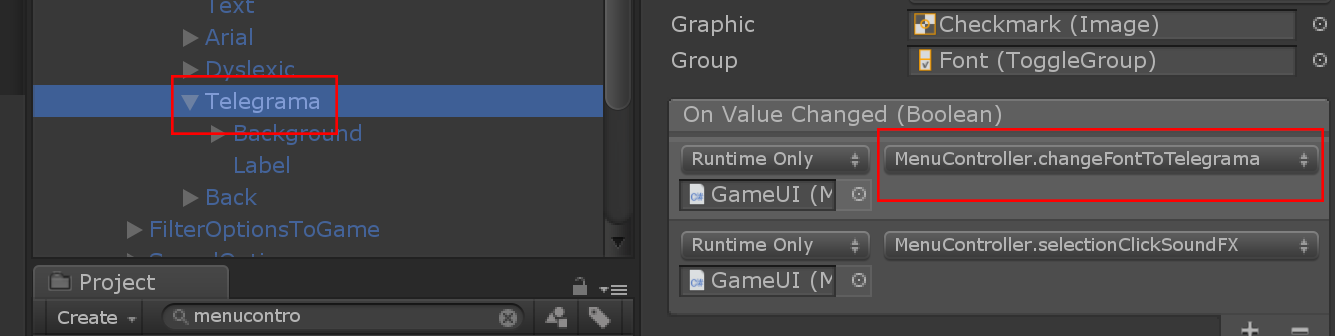 Text
Arial
Dyslexic
Telegrama
Background
Label
Back
FilterOptionsToGame
Project
Create
menucontro
Graphic
Checkmark (Image)
Group
Font (ToggleGroup)
On Value Changed (Boolean)
Runtime Only
MenuController.changeFontToTelegrama
GameUI (M
Runtime Only
MenuController.selectionClickSoundFX
GameUI (M